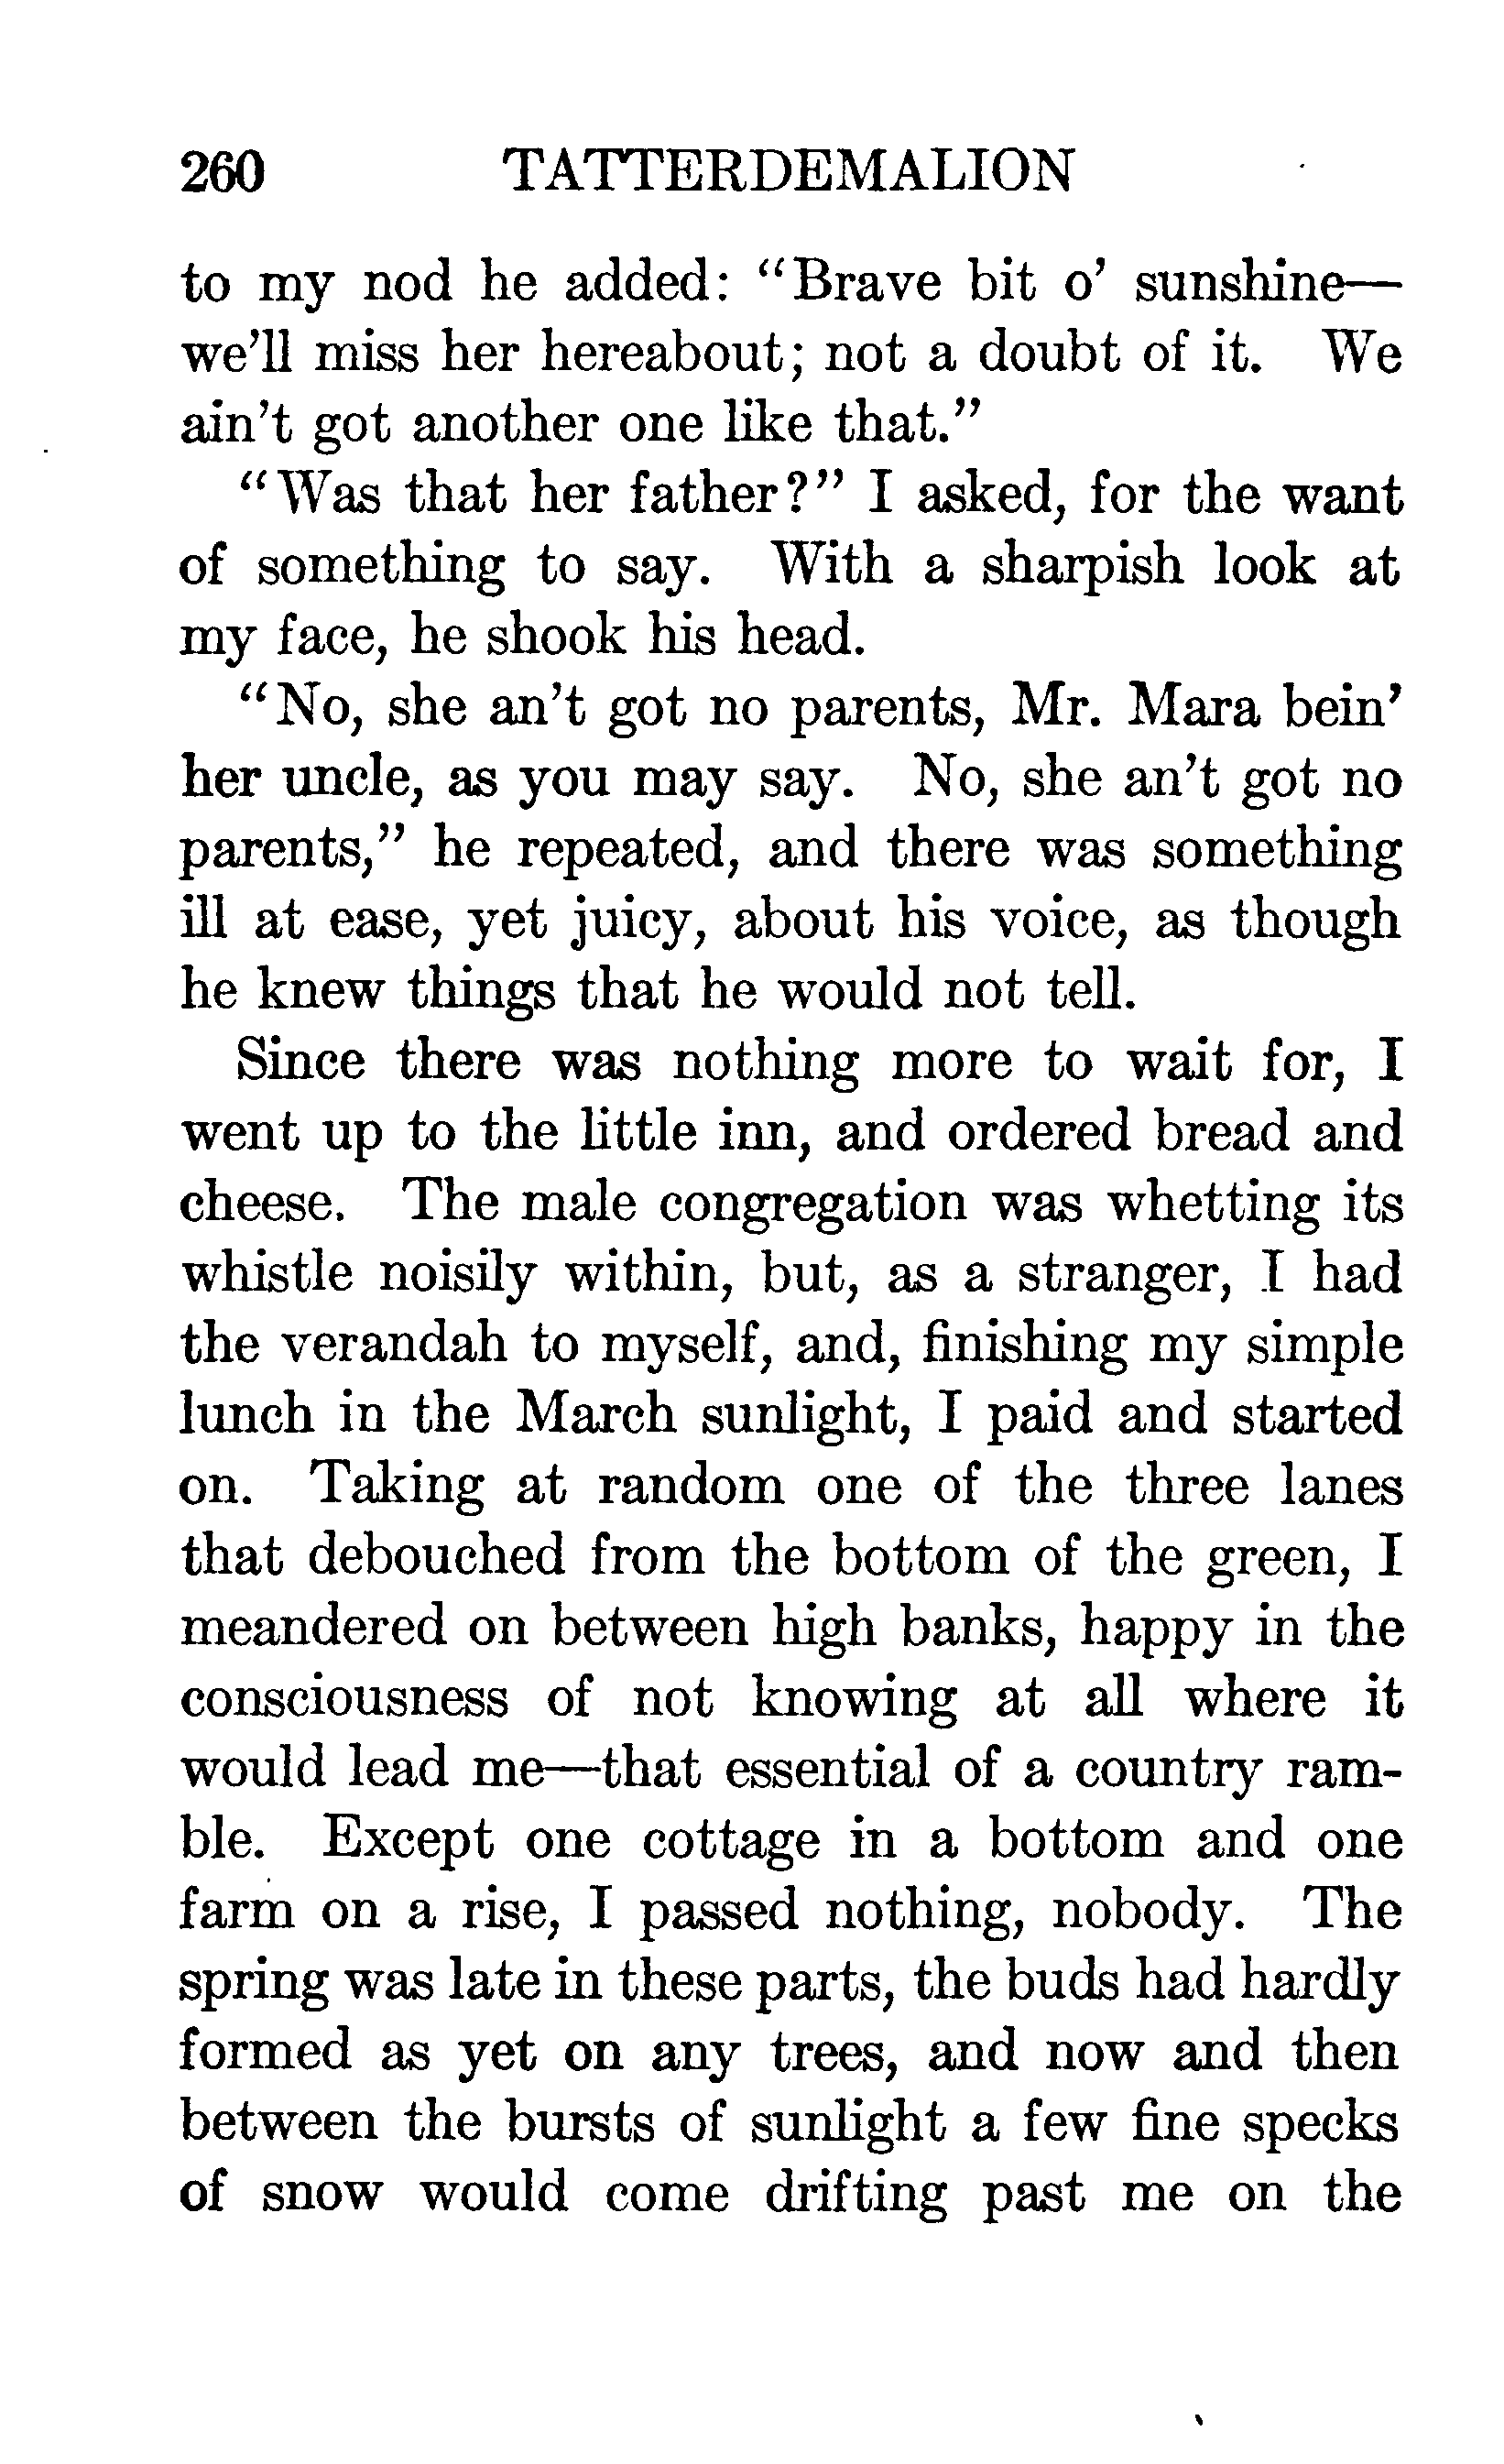 260 TATTERDEMALION
to my nod he added: "Brave bit o' sunshine—
we'll miss her hereabout; not a doubt of it. We
ain't got another one like that."
"Was that her father?" I asked, for the want
of something to say. With a sharpish look at
my face, he shook his head.
"No, she an't got no parents, Mr. Mara bein'
her uncle, as you may say. No, she an't got no
parents," he repeated, and there was something
ill at ease, yet juicy, about his voice, as though
he knew things that he would not tell.
Since there was nothing more to wait for, I
went up to the little inn, and ordered bread and
cheese. The male congregation was whetting its
whistle noisily within, but, as a stranger, I had
the verandah to myself, and, finishing my simple
lunch in the March sunlight, I paid and started
on. Taking at random one of the three lanes
that debouched from the bottom of the green, I
meandered on between high banks, happy in the
consciousness of not knowing at all where it
would lead me—that essential of a country ram-
ble. Except one cottage in a bottom and one
farm on a rise, I passed nothing, nobody. The
spring was late in these parts, the buds had hardly
formed as yet on any trees, and now and then
between the bursts of sunlight a few fine specks
of snow would come drifting past me on the